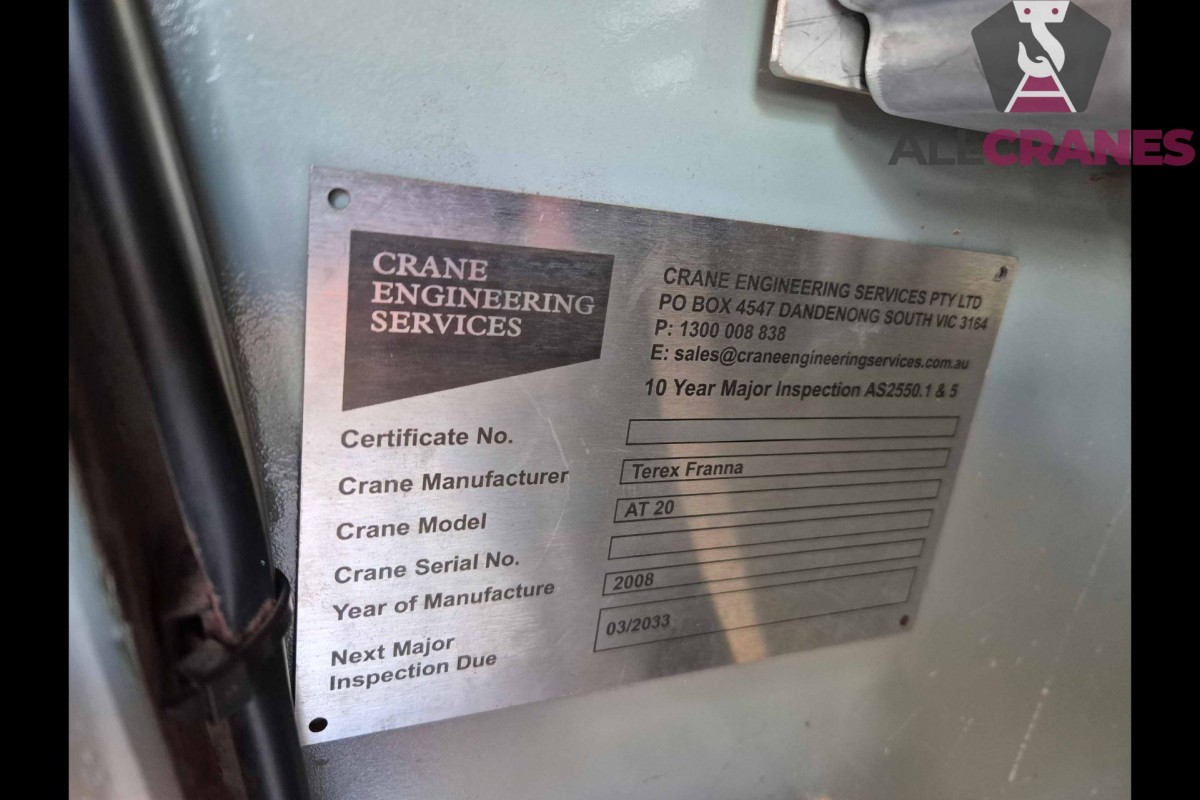 ALLCRANES
CRANE
ENGINEERING
SERVICES
CRANE ENGINEERING SERVICES PTY LTD
PO BOX 4547 DANDENONG SOUTH VIC 3164
P: 1300 008 838
E: sales@craneengineeringservices.com.au
10 Year Major Inspection AS2550.1 & 5
Certificate No.
Crane Manufacturer Terex Franna
Crane Model AT 20
Crane Serial No.
Year of Manufacture 2008
Next Major
Inspection Due 03/2033